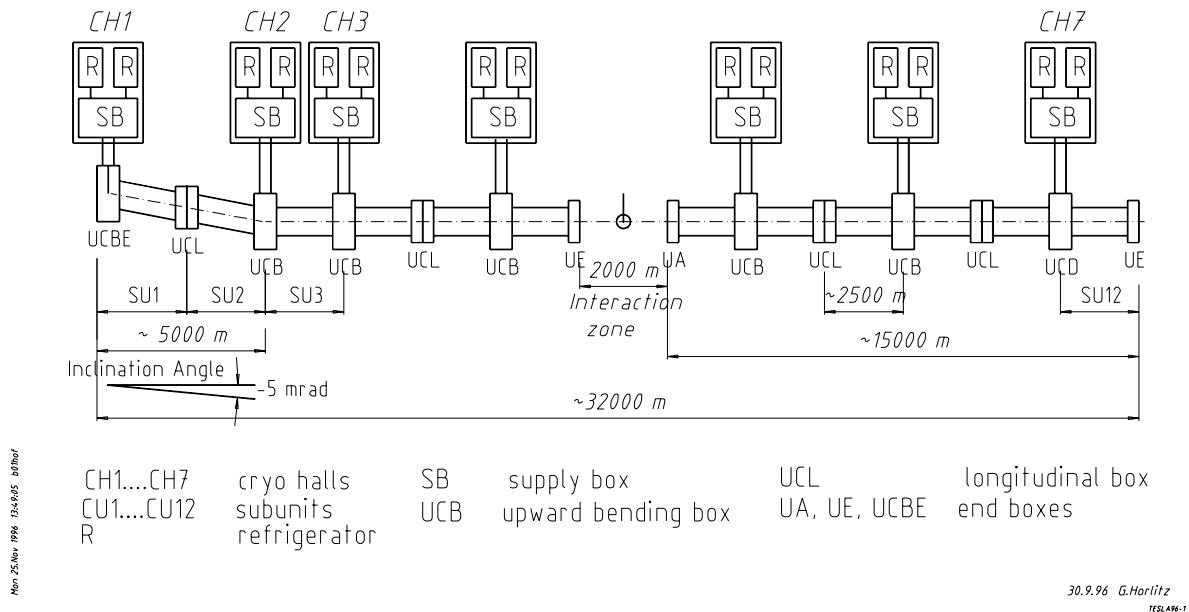 CH1 CH2 CH3 CH7
R R R R R R R R R R R R R R
SB SB SB SB SB SB SB
UCBE UCL UCB UCB UCL UCB UE UA UCB UCL UCB UCL UCD UE
2000 m
Interaction
zone
SU1 SU2 SU3 ~2500 m SU12
~ 5000 m ~15000 m
Inclination Angle
~5 mrad
~32000 m
CH1....CH7 cryo halls SB supply box UCL longitudinal box
CU1....CU12 subunits UCB upward bending box UA, UE, UCBE end boxes
R refrigerator
Mon 25.Nov 1996 13:49:05 b01hof
30.9.96 G.Horlitz
TESLA96-1